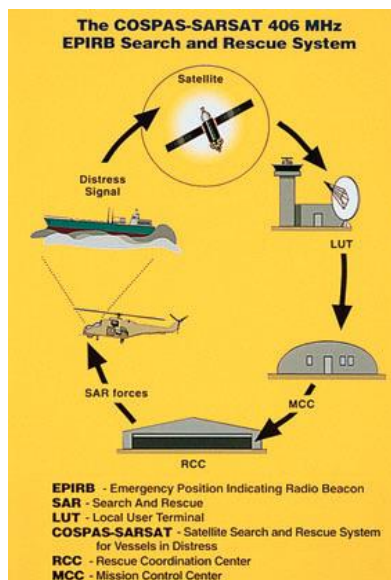 The COSPAS-SARSAT 406 MHz
EPIRB Search and Rescue System
Satellite
Distress
Signal
LUT
SAR forces
MCC
RCC
EPIRB - Emergency Position Indicating Radio Beacon
SAR - Search And Rescue
LUT - Local User Terminal
COSPAS-SARSAT - Satellite Search and Rescue System
for Vessels in Distress
RCC - Rescue Coordination Center
MCC - Mission Control Center